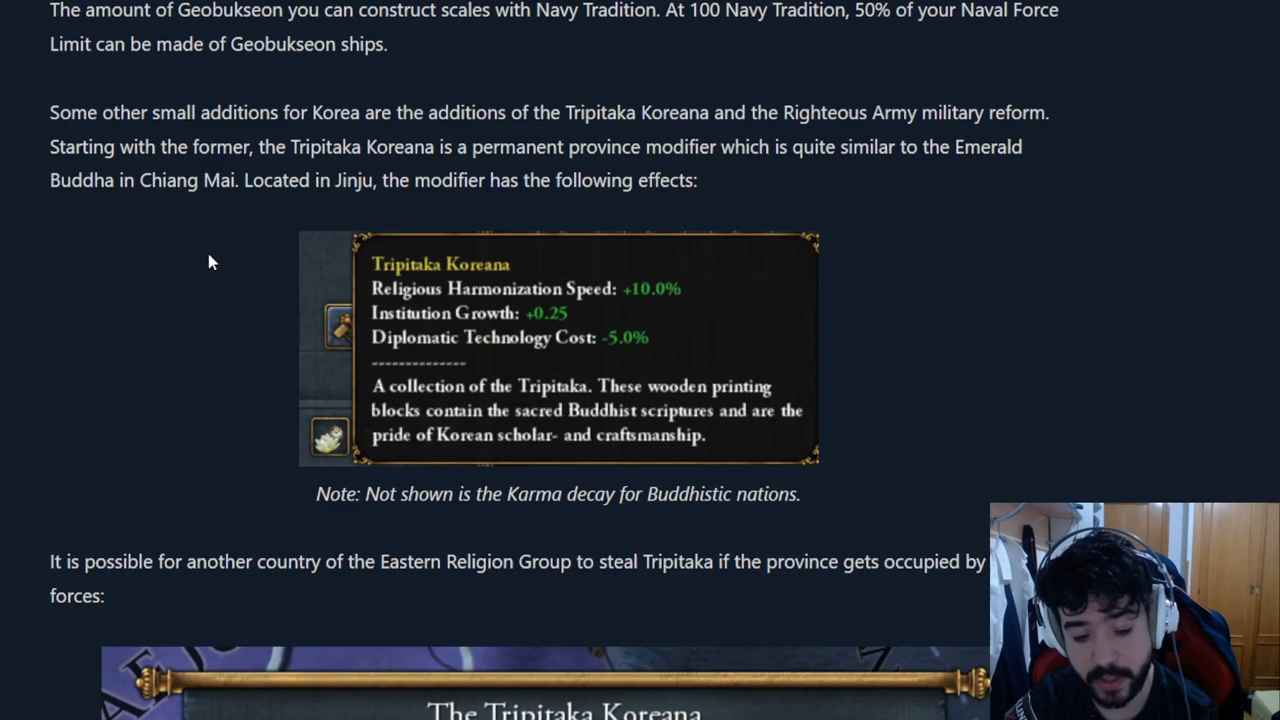 The amount of Geobukseon you can construct scales with Navy Tradition. At 100 Navy Tradition, 50% of your Naval Force
Limit can be made of Geobukseon ships.
Some other small additions for Korea are the additions of the Tripitaka Koreana and the Righteous Army military reform.
Starting with the former, the Tripitaka Koreana is a permanent province modifier which is quite similar to the Emerald
Buddha in Chiang Mai. Located in Jinju, the modifier has the following effects:
Tripitaka Koreana
Religious Harmonization Speed: +10.0%
Institution Growth: +0.25
Diplomatic Technology Cost: -5.0%
--------------
A collection of the Tripitaka. These wooden printing
blocks contain the sacred Buddhist scriptures and are the
pride of Korean scholar- and craftsmanship.
Note: Not shown is the Karma decay for Buddhistic nations.
It is possible for another country of the Eastern Religion Group to steal Tripitaka if the province gets occupied by
forces:
The Tripitaka Koreana